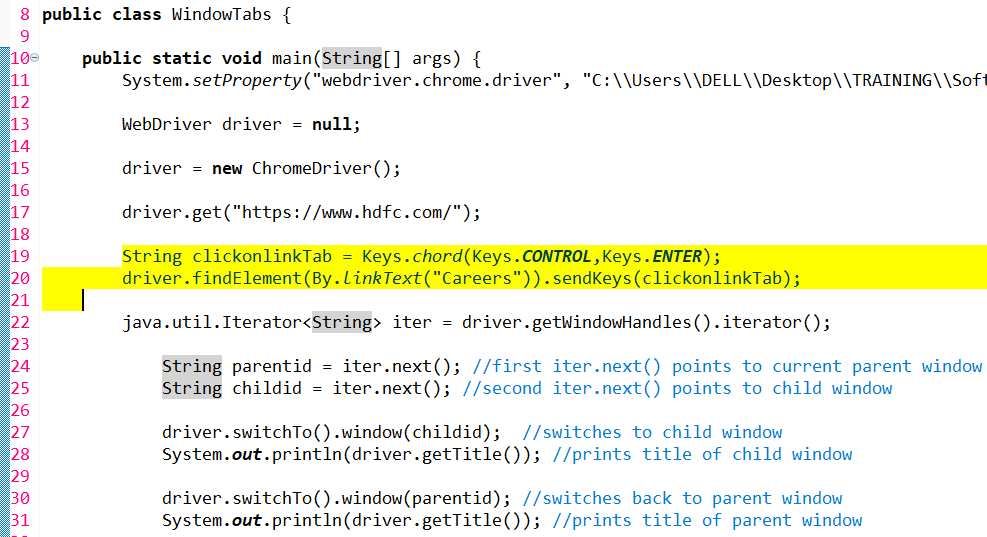 8 public class WindowTabs {
9
10 public static void main(String[] args) {
11 System.setProperty("webdriver.chrome.driver", "C:\\Users\\DELL\\Desktop\\TRAINING\\Soft
12
13 WebDriver driver = null;
14
15 driver = new ChromeDriver();
16
17 driver.get("https://www.hdfc.com/");
18
19 String clickonlinkTab = Keys.chord(Keys.CONTROL,Keys.ENTER);
20 driver.findElement(By.linkText("Careers")).sendKeys(clickonlinkTab);
21
22 java.util.Iterator<String> iter = driver.getWindowHandles().iterator();
23
24 String parentid = iter.next(); //first iter.next() points to current parent window
25 String childid = iter.next(); //second iter.next() points to child window
26
27 driver.switchTo().window(childid); //switches to child window
28 System.out.println(driver.getTitle()); //prints title of child window
29
30 driver.switchTo().window(parentid); //switches back to parent window
31 System.out.println(driver.getTitle()); //prints title of parent window